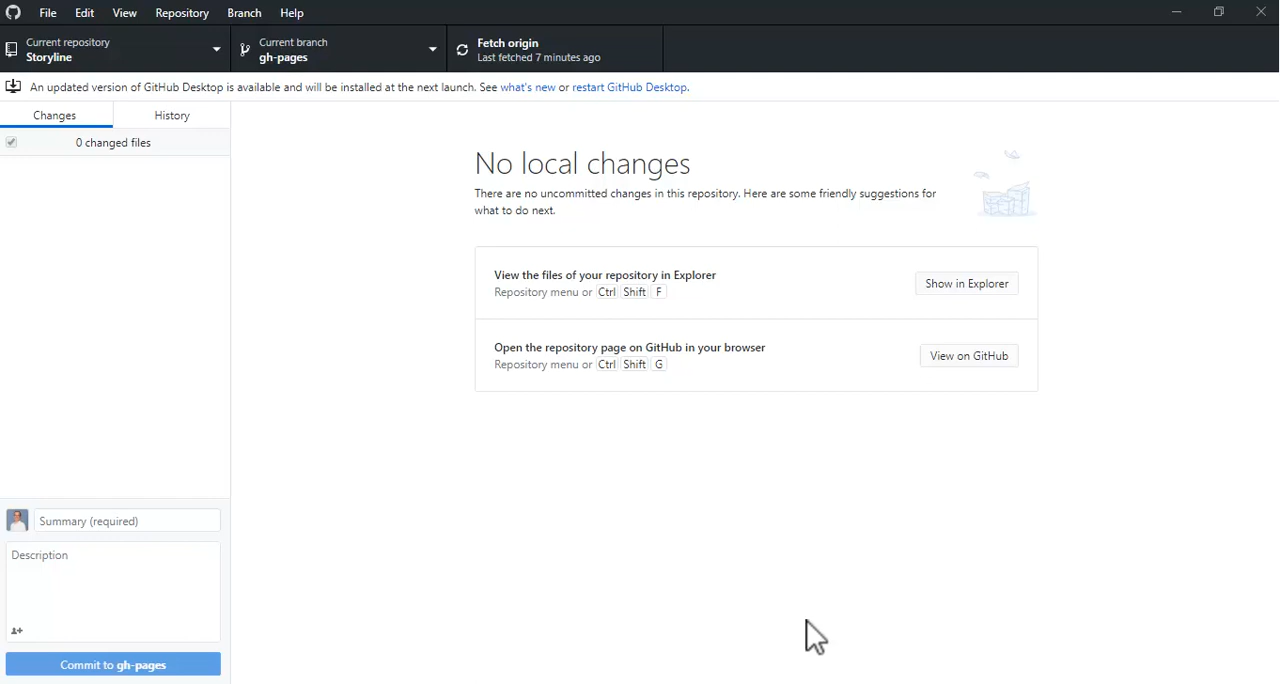 File Edit View Repository Branch Help
Current repository
Storyline
Current branch
gh-pages
Fetch origin
Last fetched 7 minutes ago
An updated version of GitHub Desktop is available and will be installed at the next launch. See what's new or restart GitHub Desktop.
Changes History
0 changed files
No local changes
There are no uncommitted changes in this repository. Here are some friendly suggestions for
what to do next.
View the files of your repository in Explorer
Repository menu or Ctrl Shift F
Show in Explorer
Open the repository page on GitHub in your browser
Repository menu or Ctrl Shift G
View on GitHub
Summary (required)
Description
Commit to gh-pages